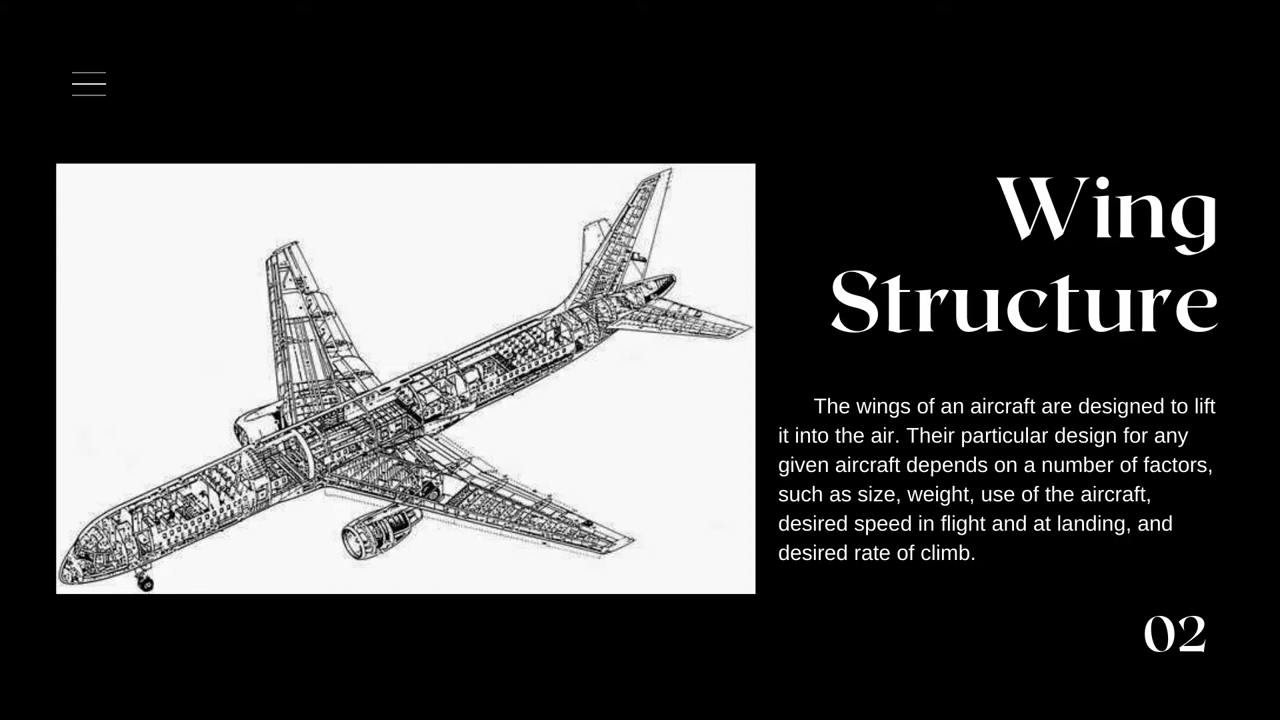 Wing
Structure
The wings of an aircraft are designed to lift
it into the air. Their particular design for any
given aircraft depends on a number of factors,
such as size, weight, use of the aircraft,
desired speed in flight and at landing, and
desired rate of climb.
02